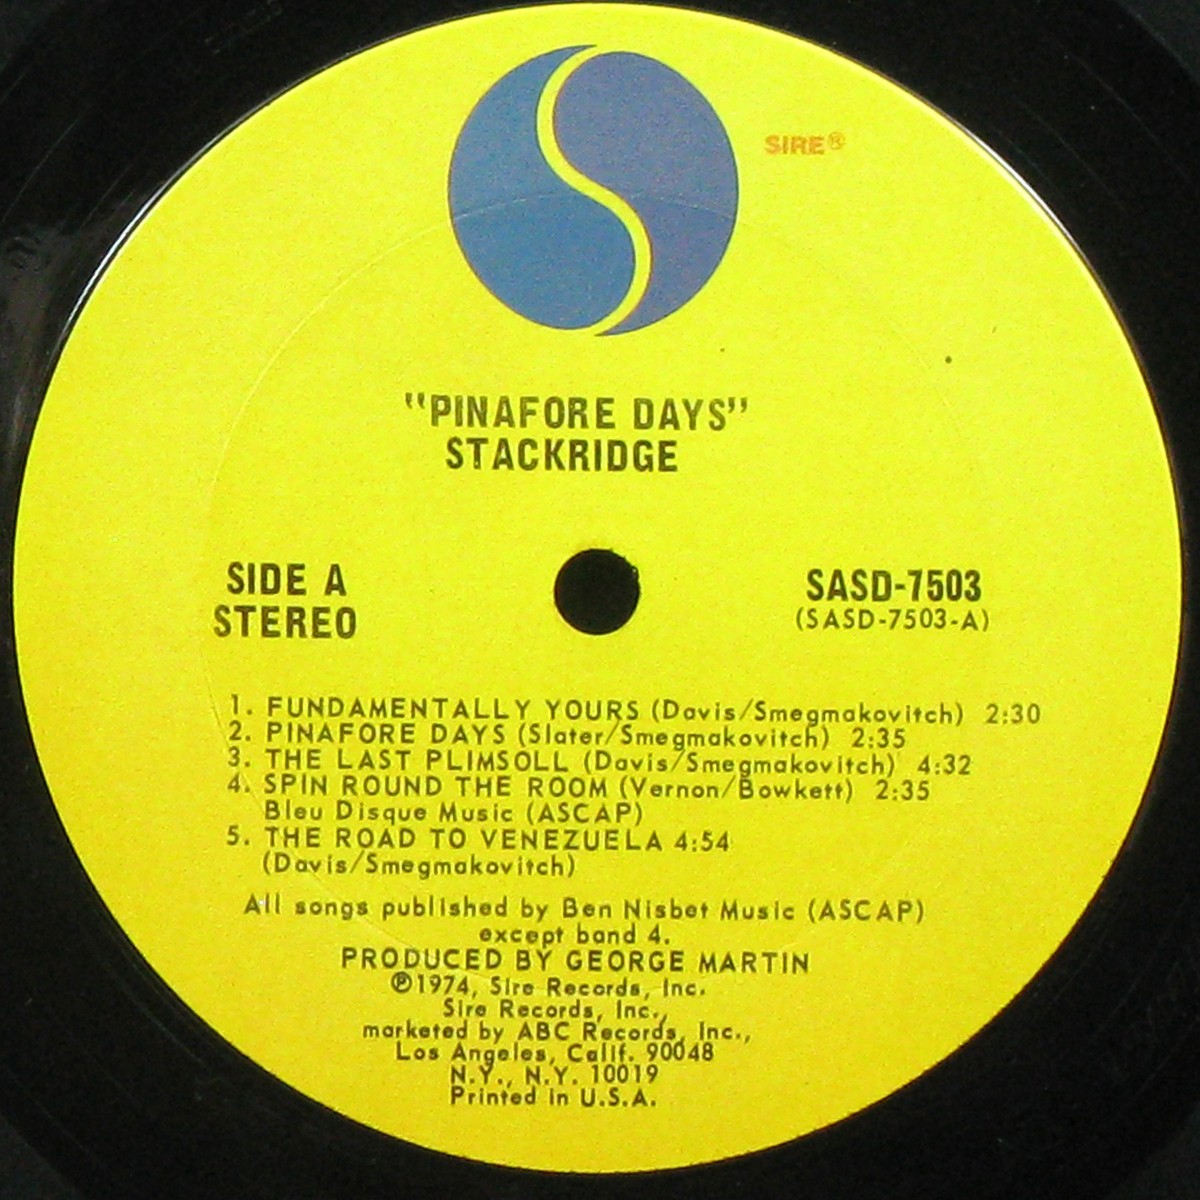 SIRE®
"PINAFORE DAYS"
STACKRIDGE
SIDE A
STEREO
SASD-7503
(SASD-7503-A)
1. FUNDAMENTALLY YOURS (Davis/Smegmakovitch) 2:30
2. PINAFORE DAYS (Slater/Smegmakovitch) 2:35
3. THE LAST PLIMSOLL (Davis/Smegmakovitch) 4:32
4. SPIN ROUND THE ROOM (Vernon/Bowkett) 2:35
Bleu Disque Music (ASCAP)
5. THE ROAD TO VENEZUELA 4:54
(Davis/Smegmakovitch)
All songs published by Ben Nisbet Music (ASCAP)
except band 4.
PRODUCED BY GEORGE MARTIN
℗1974, Sire Records, Inc.
Sire Records, Inc.,
marketed by ABC Records, Inc.,
Los Angeles, Calif. 90048
N.Y., N.Y. 10019
Printed in U.S.A.